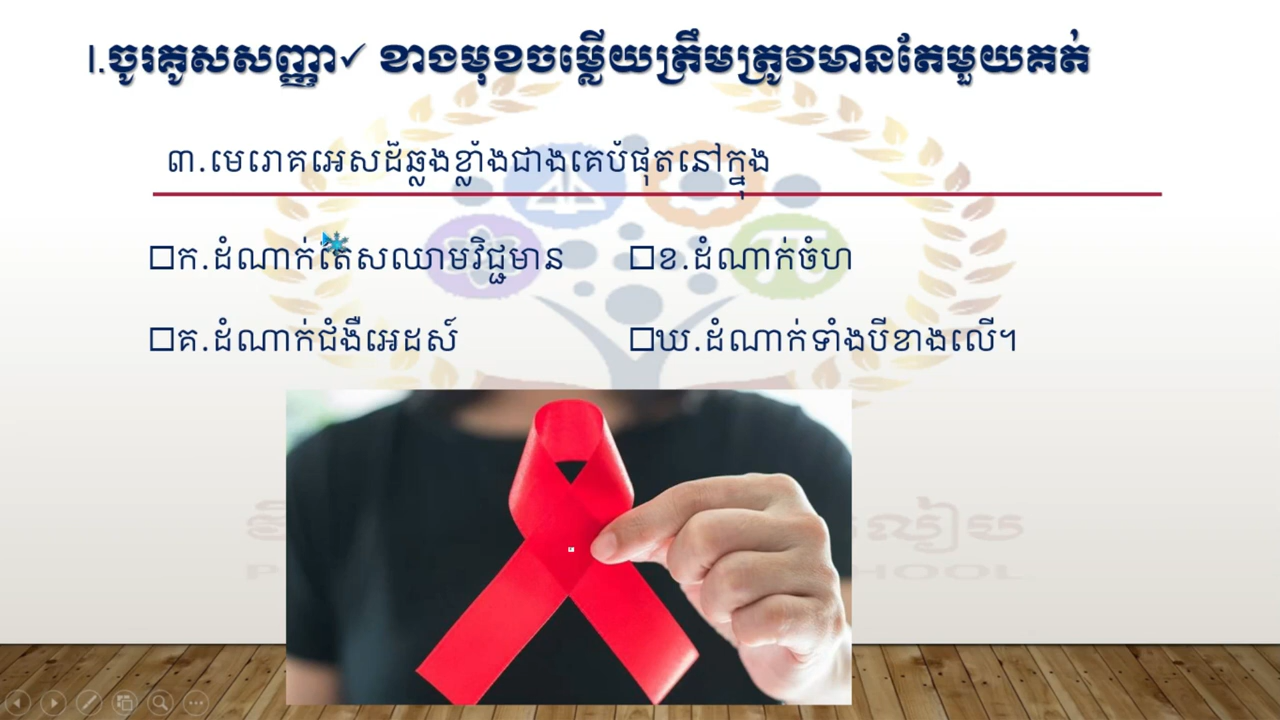 I.ចូរគូសសញ្ញា✓ ខាងមុខចម្លើយត្រឹមត្រូវមានតែមួយគត់
៣.មេរោគអេសដ៍ឆ្លងខ្លាំងជាងគេបំផុតនៅក្នុង
□ក.ដំណាក់តែសឈាមវិជ្ជមាន □ខ.ដំណាក់ចំហ
□គ.ដំណាក់ជំងឺអេដស៍ □ឃ.ដំណាក់ទាំងបីខាងលើ។